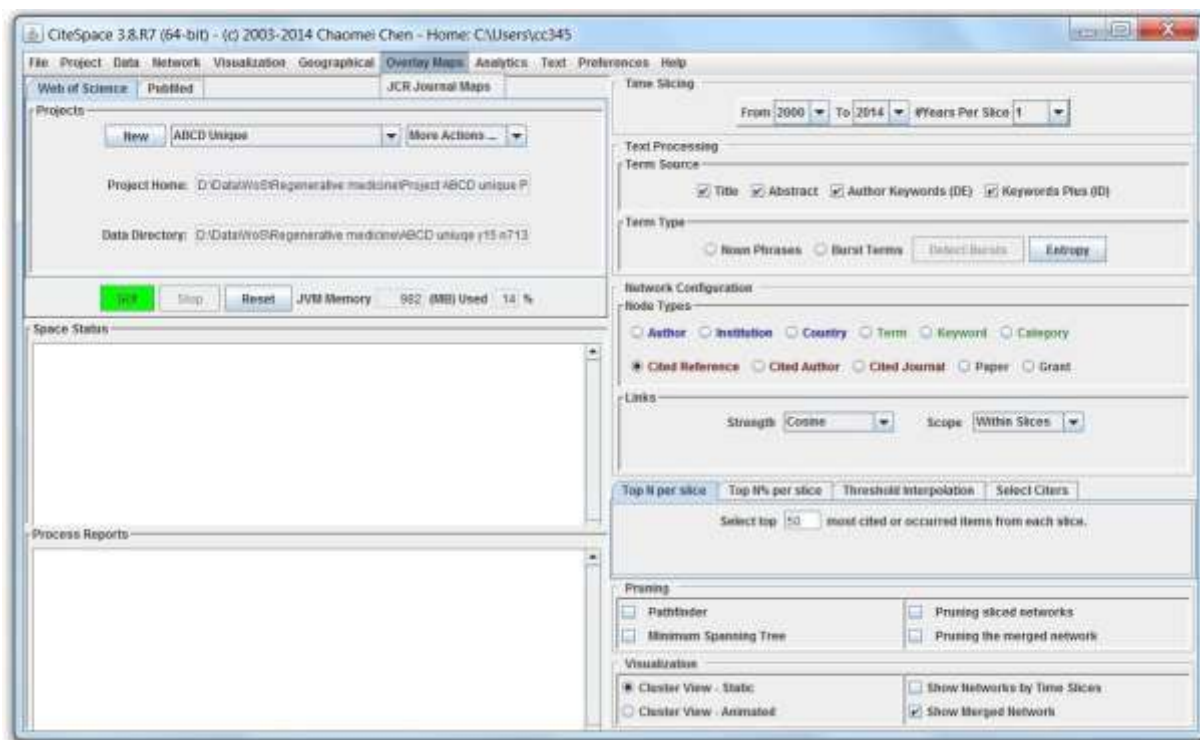 CiteSpace 3.8.R7 (64-bit) - (c) 2003-2014 Chaomei Chen - Home: C:\Users\cc345
File Project Data Network Visualization Geographical Overlay Maps Analytics Text Preferences Help
Web of Science PubMed JCR Journal Maps
Projects
New ABCD Unique More Actions ...
Project Home: D:\Data\WoS\Regenerative medicine\Project ABCD unique P
Data Directory: D:\Data\WoS\Regenerative medicine\ABCD uniuqe y15 n713
GO! Stop Reset JVM Memory 982 (MB) Used 14 %
Space Status
Process Reports
Time Slicing
From 2000 To 2014 #Years Per Slice 1
Text Processing
Term Source
Title Abstract Author Keywords (DE) Keywords Plus (ID)
Term Type
Noun Phrases Burst Terms Detect Bursts Entropy
Network Configuration
Node Types
Author Institution Country Term Keyword Category
Cited Reference Cited Author Cited Journal Paper Grant
Links
Strength Cosine Scope Within Slices
Top N per slice Top N% per slice Threshold Interpolation Select Citers
Select top 50 most cited or occurred items from each slice.
Pruning
Pathfinder Pruning sliced networks
Minimum Spanning Tree Pruning the merged network
Visualization
Cluster View - Static Show Networks by Time Slices
Cluster View - Animated Show Merged Network